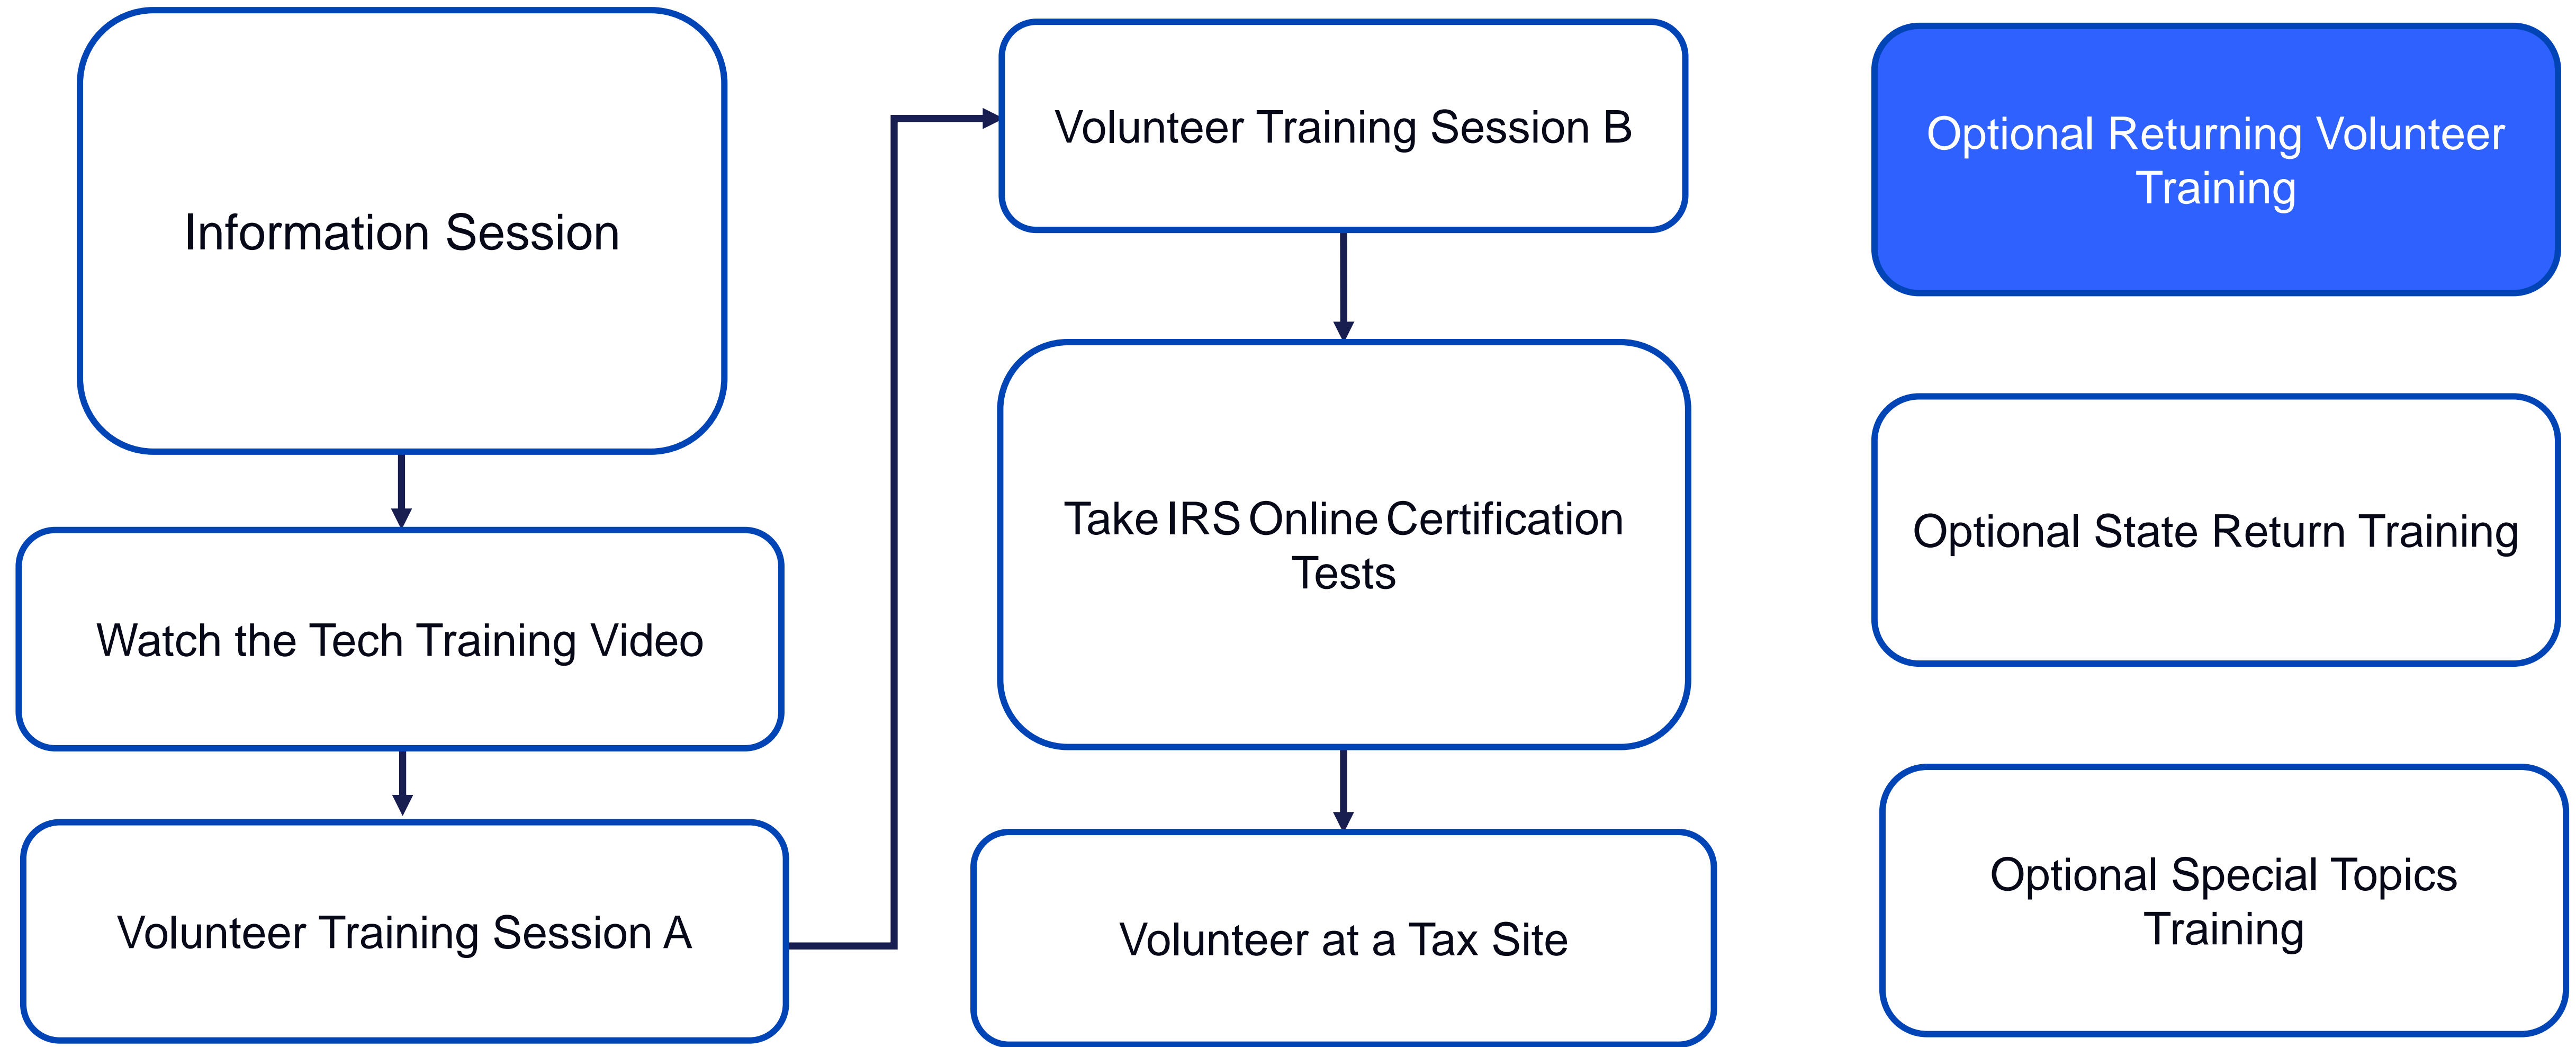 Information Session
Watch the Tech Training Video
Volunteer Training Session A
Volunteer Training Session B
Take IRS Online Certification
Tests
Volunteer at a Tax Site
Optional Returning Volunteer
Training
Optional State Return Training
Optional Special Topics
Training